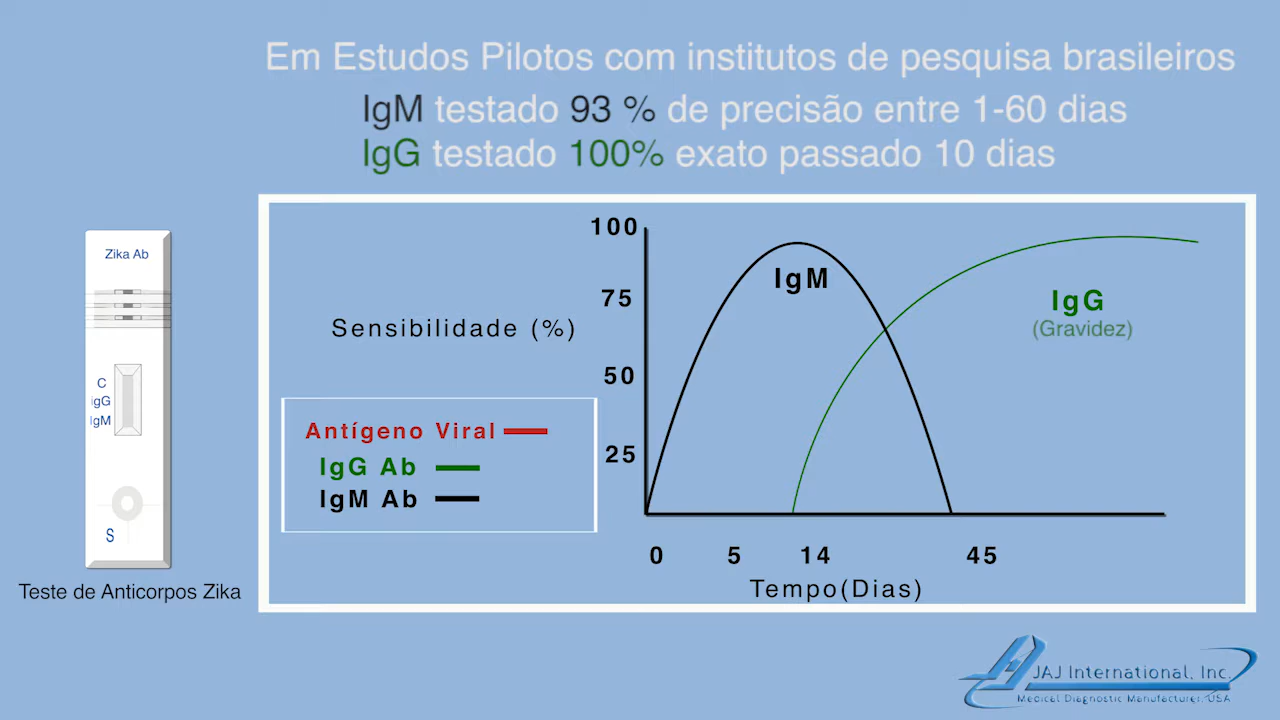 Em Estudos Pilotos com institutos de pesquisa brasileiros
IgM testado 93 % de precisão entre 1-60 dias
IgG testado 100% exato passado 10 dias
Zika Ab
C
IgG
IgM
S
Teste de Anticorpos Zika
Sensibilidade (%)
100
75
50
25
IgM
IgG
(Gravidez)
Antígeno Viral
IgG Ab
IgM Ab
0 5 14 45
Tempo(Dias)
JAJ International, Inc.
Medical Diagnostic Manufacturer, USA